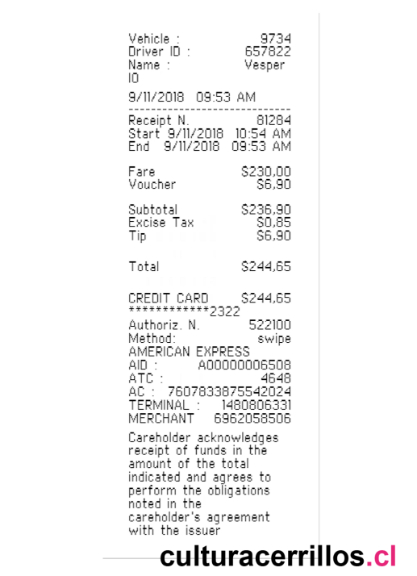 Vehicle : 9734
Driver ID : 657822
Name : Vesper
IO
9/11/2018 09:53 AM
--------------------------
Receipt N. 81284
Start 9/11/2018 10:54 AM
End 9/11/2018 09:53 AM
Fare $230,00
Voucher $6,90
Subtotal $236,90
Excise Tax $0,85
Tip $6,90
Total $244,65
CREDIT CARD $244,65
************2322
Authoriz. N. 522100
Method: swipe
AMERICAN EXPRESS
AID : A00000006508
ATC : 4648
AC : 7607833875542024
TERMINAL : 1480806331
MERCHANT 6962058506
Careholder acknowledges
receipt of funds in the
amount of the total
indicated and agrees to
perform the obligations
noted in the
careholder's agreement
with the issuer
culturacerrillos.cl